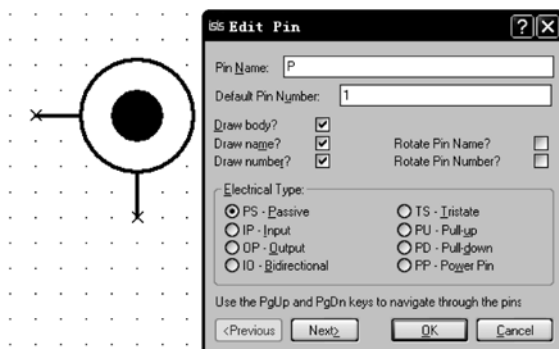 isis Edit Pin ? X
Pin Name: P
Default Pin Number: 1
Draw body?
Draw name? Rotate Pin Name?
Draw number? Rotate Pin Number?
Electrical Type:
PS - Passive TS - Tristate
IP - Input PU - Pull-up
OP - Output PD - Pull-down
IO - Bidirectional PP - Power Pin
Use the PgUp and PgDn keys to navigate through the pins
<Previous Next> OK Cancel